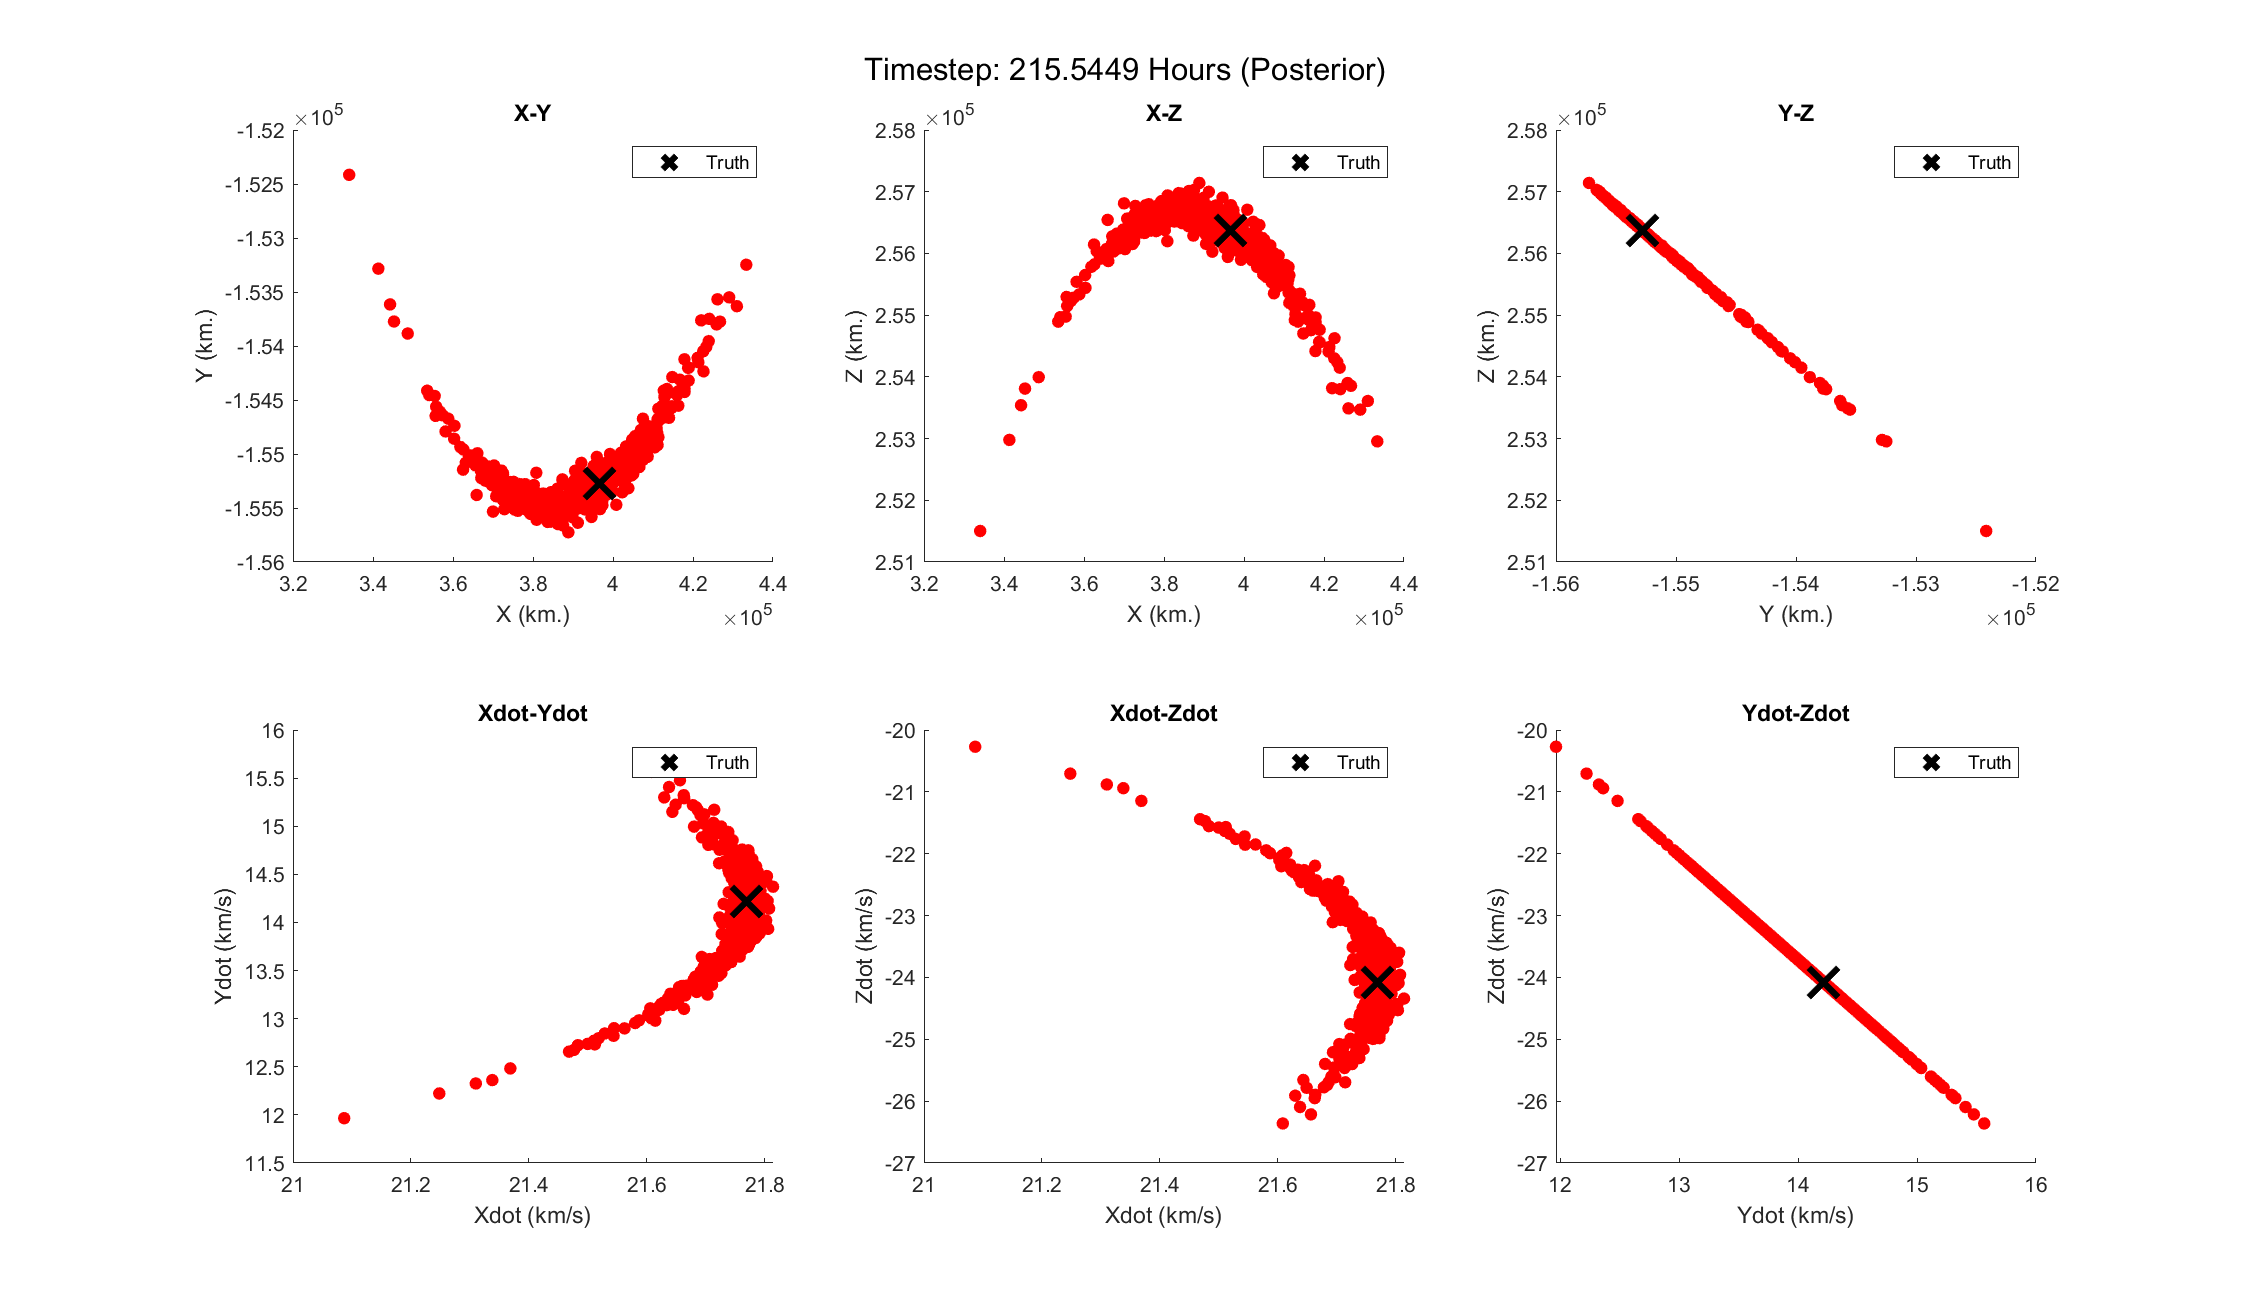 Timestep: 215.5449 Hours (Posterior)
X-Y
×10^5
-1.52
-1.525
-1.53
-1.535
-1.54
-1.545
-1.55
-1.555
-1.56
Y (km.)
Truth
3.2 3.4 3.6 3.8 4 4.2 4.4
X (km.)
×10^5
X-Z
×10^5
2.58
2.57
2.56
2.55
2.54
2.53
2.52
2.51
Z (km.)
Truth
3.2 3.4 3.6 3.8 4 4.2 4.4
X (km.)
×10^5
Y-Z
×10^5
2.58
2.57
2.56
2.55
2.54
2.53
2.52
2.51
Z (km.)
Truth
-1.56 -1.55 -1.54 -1.53 -1.52
Y (km.)
×10^5
Xdot-Ydot
16
15.5
15
14.5
14
13.5
13
12.5
12
11.5
Ydot (km/s)
Truth
21 21.2 21.4 21.6 21.8
Xdot (km/s)
Xdot-Zdot
-20
-21
-22
-23
-24
-25
-26
-27
Zdot (km/s)
Truth
21 21.2 21.4 21.6 21.8
Xdot (km/s)
Ydot-Zdot
-20
-21
-22
-23
-24
-25
-26
-27
Zdot (km/s)
Truth
12 13 14 15 16
Ydot (km/s)